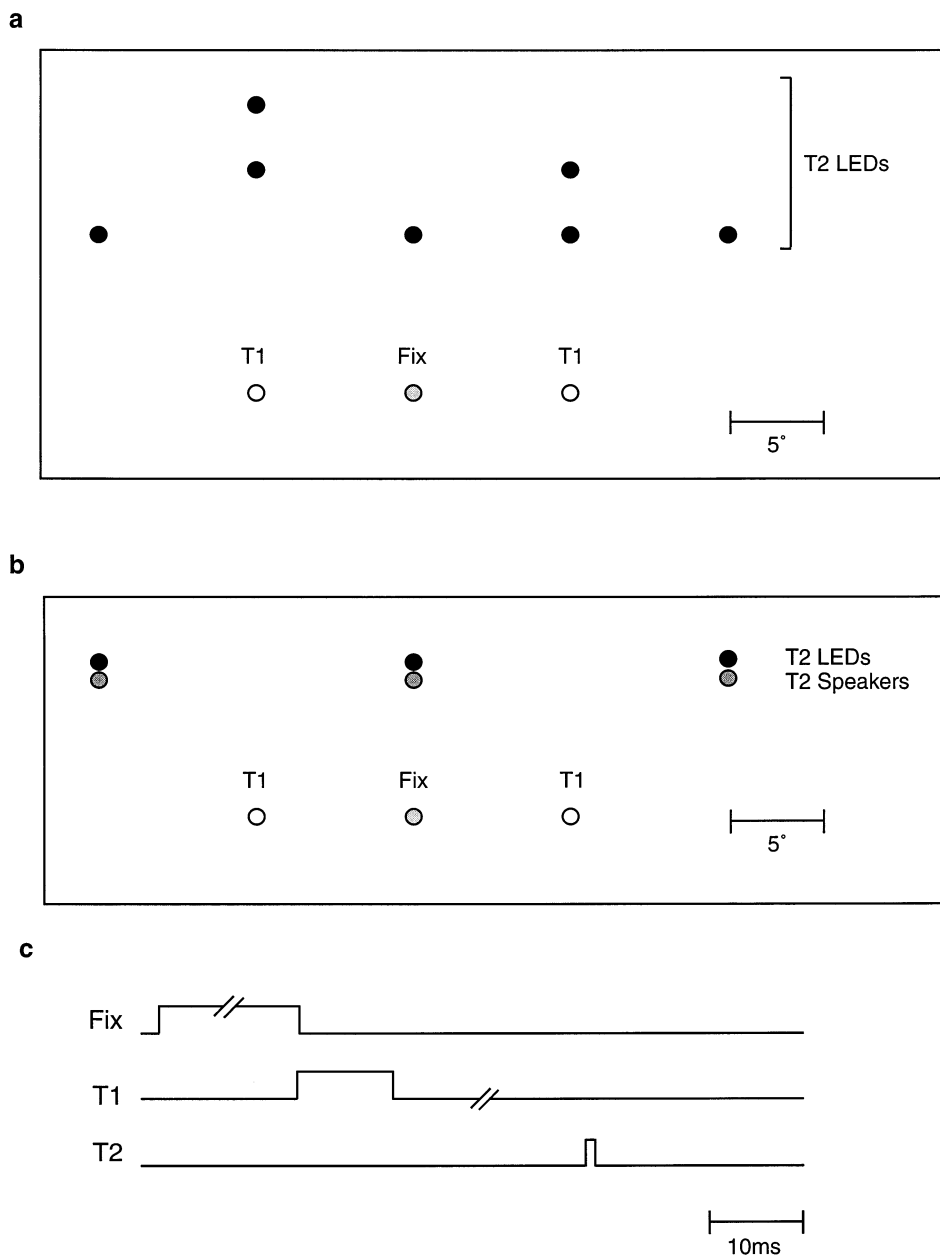 a
T2 LEDs
T1 Fix T1
5°
b
T2 LEDs
T2 Speakers
T1 Fix T1
5°
c
Fix
T1
T2
10ms